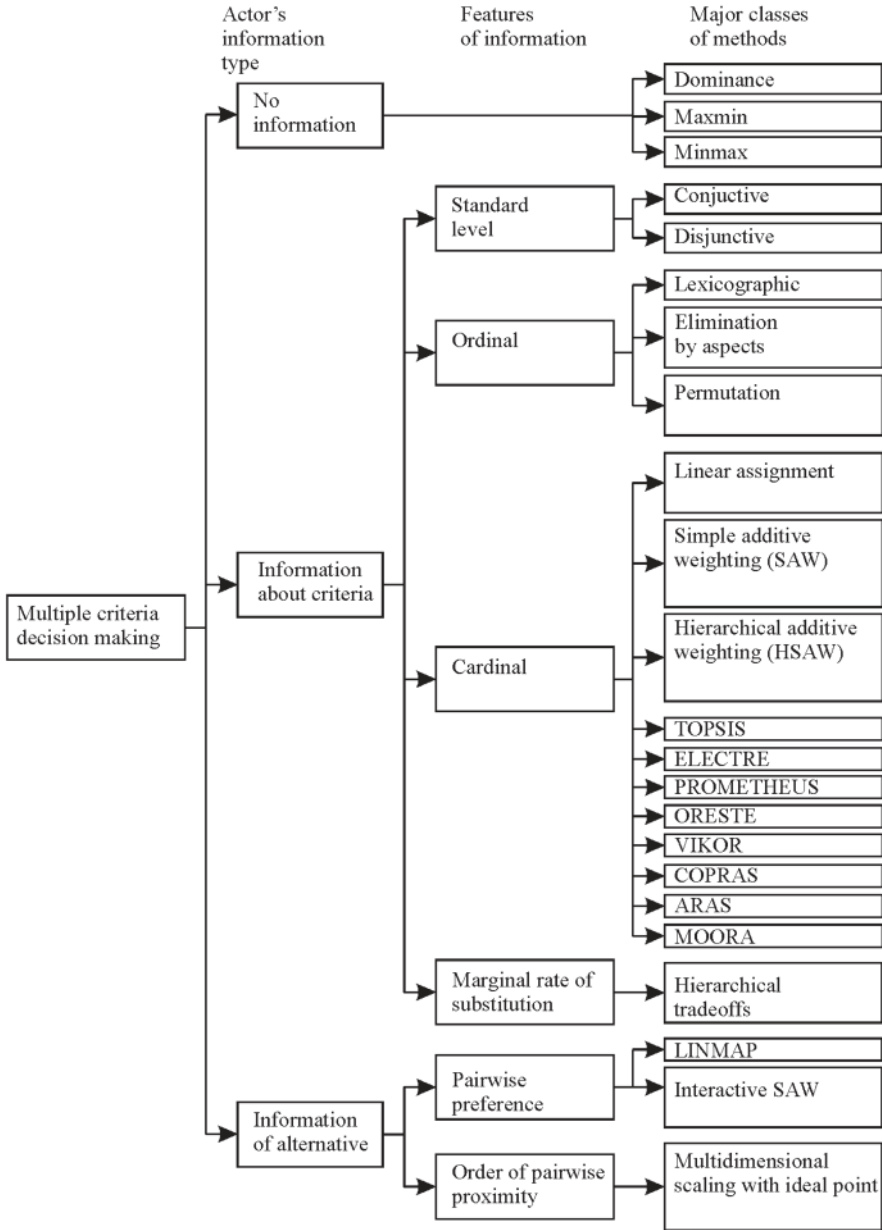 Actor's
information
type
Features
of information
Major classes
of methods
No
information
Dominance
Maxmin
Minmax
Standard
level
Conjuctive
Disjunctive
Ordinal
Lexicographic
Elimination
by aspects
Permutation
Multiple criteria
decision making
Information
about criteria
Cardinal
Linear assignment
Simple additive
weighting (SAW)
Hierarchical additive
weighting (HSAW)
TOPSIS
ELECTRE
PROMETHEUS
ORESTE
VIKOR
COPRAS
ARAS
MOORA
Marginal rate of
substitution
Hierarchical
tradeoffs
Information
of alternative
Pairwise
preference
LINMAP
Interactive SAW
Order of pairwise
proximity
Multidimensional
scaling with ideal point